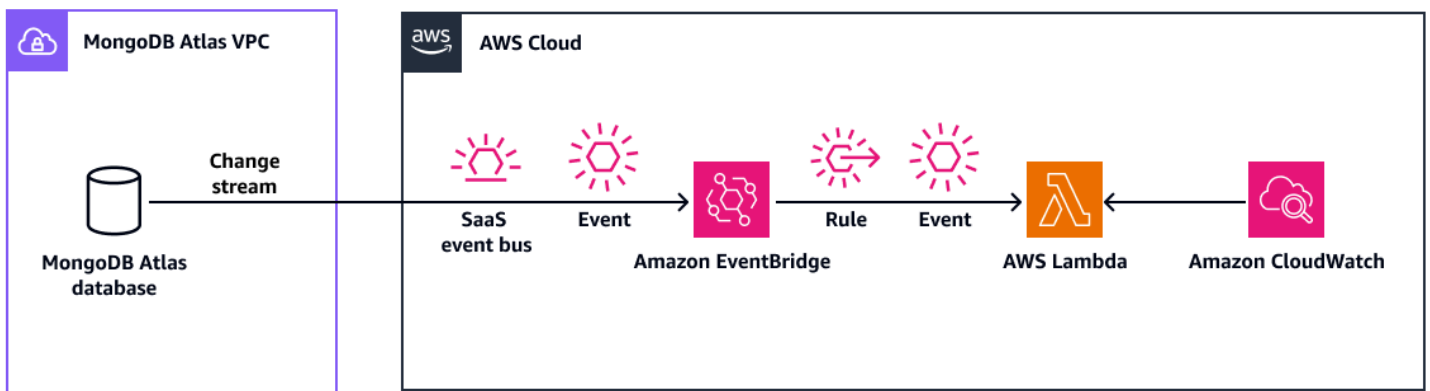 MongoDB Atlas VPC
aws
AWS Cloud
Change
stream
SaaS
event bus
Event
Rule
Event
MongoDB Atlas
database
Amazon EventBridge
AWS Lambda
Amazon CloudWatch